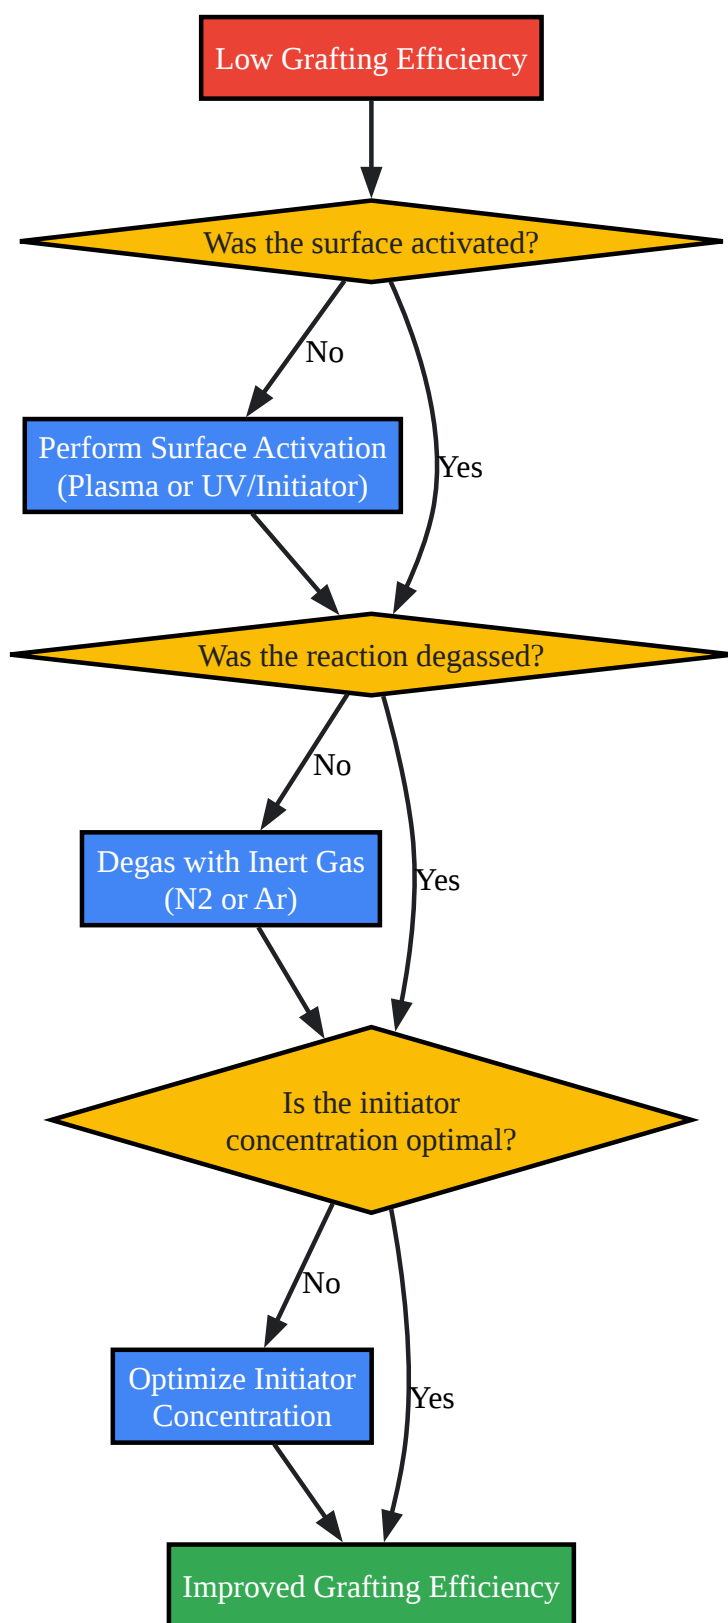 Low Grafting Efficiency
Was the surface activated?
No
Perform Surface Activation
(Plasma or UV/Initiator)
Yes
Was the reaction degassed?
No
Degas with Inert Gas
(N2 or Ar)
Yes
Is the initiator
concentration optimal?
No
Optimize Initiator
Concentration
Yes
Improved Grafting Efficiency